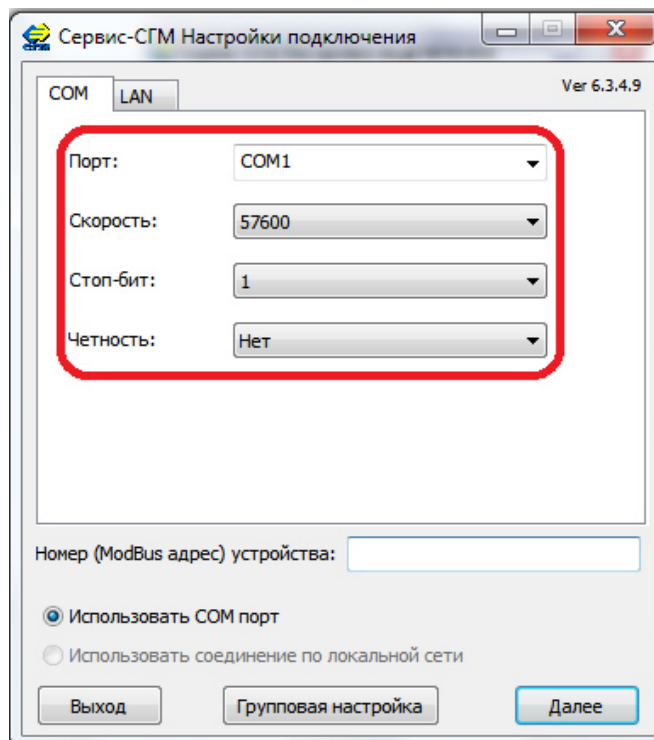 Сервис-СГМ Настройки подключения
COM LAN Ver 6.3.4.9
Порт: COM1
Скорость: 57600
Стоп-бит: 1
Четность: Нет
Номер (ModBus адрес) устройства:
Использовать COM порт
Использовать соединение по локальной сети
Выход Групповая настройка Далее